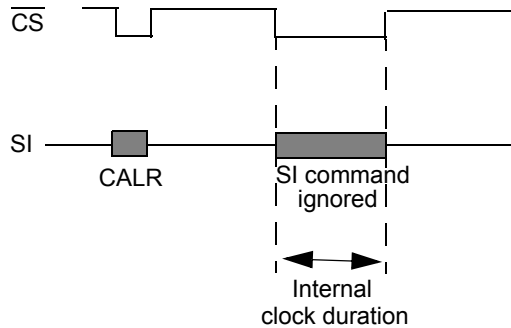 CS
SI
CALR
SI command
ignored
Internal
clock duration